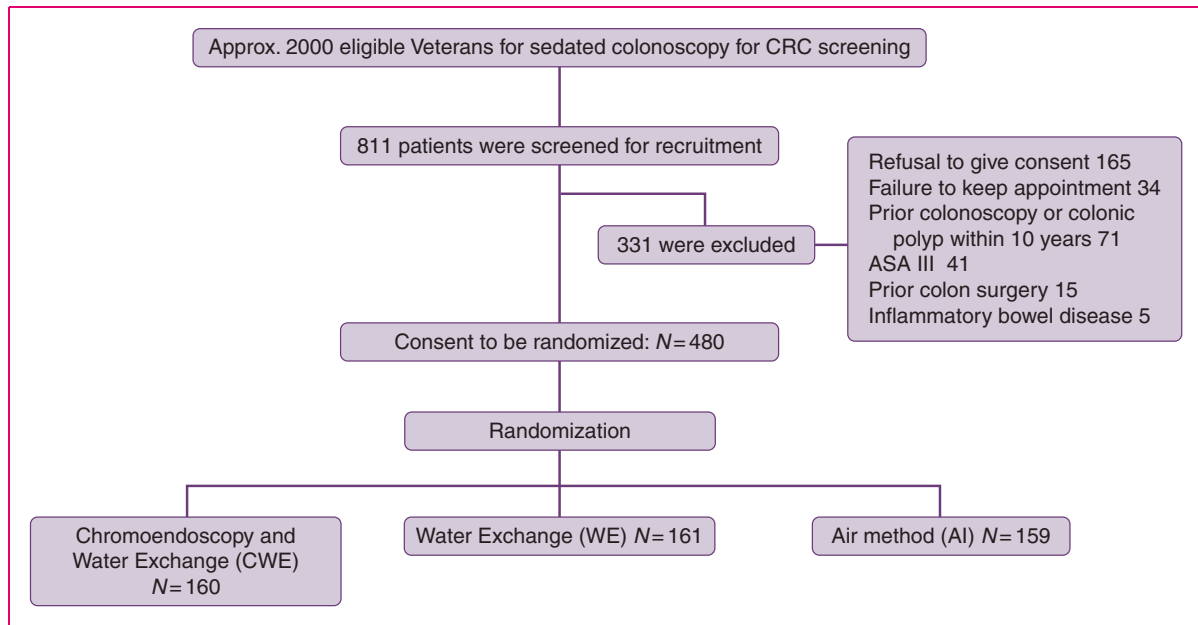 Approx. 2000 eligible Veterans for sedated colonoscopy for CRC screening
811 patients were screened for recruitment
331 were excluded
Refusal to give consent 165
Failure to keep appointment 34
Prior colonoscopy or colonic
polyp within 10 years 71
ASA III 41
Prior colon surgery 15
Inflammatory bowel disease 5
Consent to be randomized: N=480
Randomization
Chromoendoscopy and
Water Exchange (CWE)
N=160
Water Exchange (WE) N=161
Air method (AI) N=159